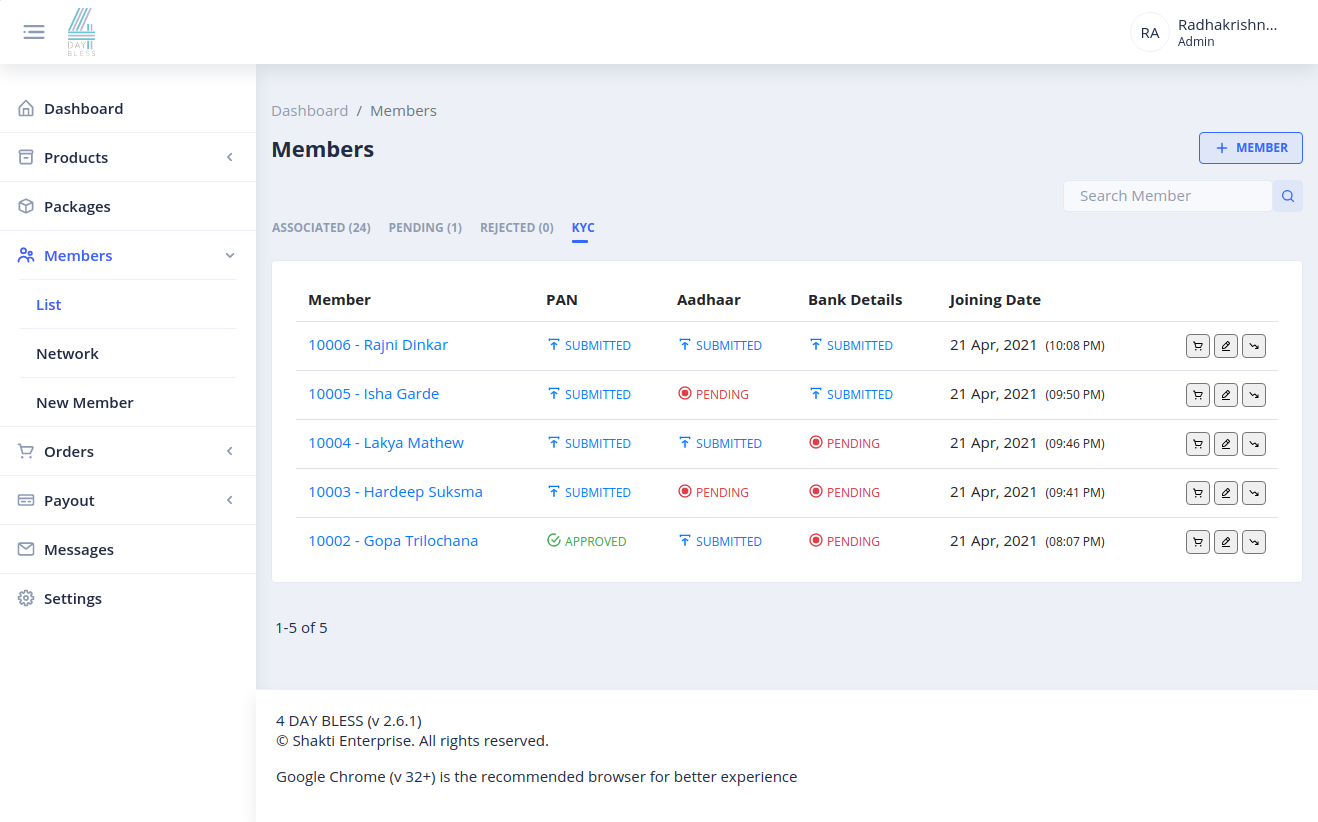 DAY
BLESS
RA
Radhakrishn...
Admin
Dashboard
Products
Packages
Members
List
Network
New Member
Orders
Payout
Messages
Settings
Dashboard / Members
Members
+ MEMBER
Search Member
ASSOCIATED (24) PENDING (1) REJECTED (0) KYC
Member PAN Aadhaar Bank Details Joining Date
10006 - Rajni Dinkar SUBMITTED SUBMITTED SUBMITTED 21 Apr, 2021 (10:08 PM)
10005 - Isha Garde SUBMITTED PENDING SUBMITTED 21 Apr, 2021 (09:50 PM)
10004 - Lakya Mathew SUBMITTED SUBMITTED PENDING 21 Apr, 2021 (09:46 PM)
10003 - Hardeep Suksma SUBMITTED PENDING PENDING 21 Apr, 2021 (09:41 PM)
10002 - Gopa Trilochana APPROVED SUBMITTED PENDING 21 Apr, 2021 (08:07 PM)
1-5 of 5
4 DAY BLESS (v 2.6.1)
© Shakti Enterprise. All rights reserved.
Google Chrome (v 32+) is the recommended browser for better experience